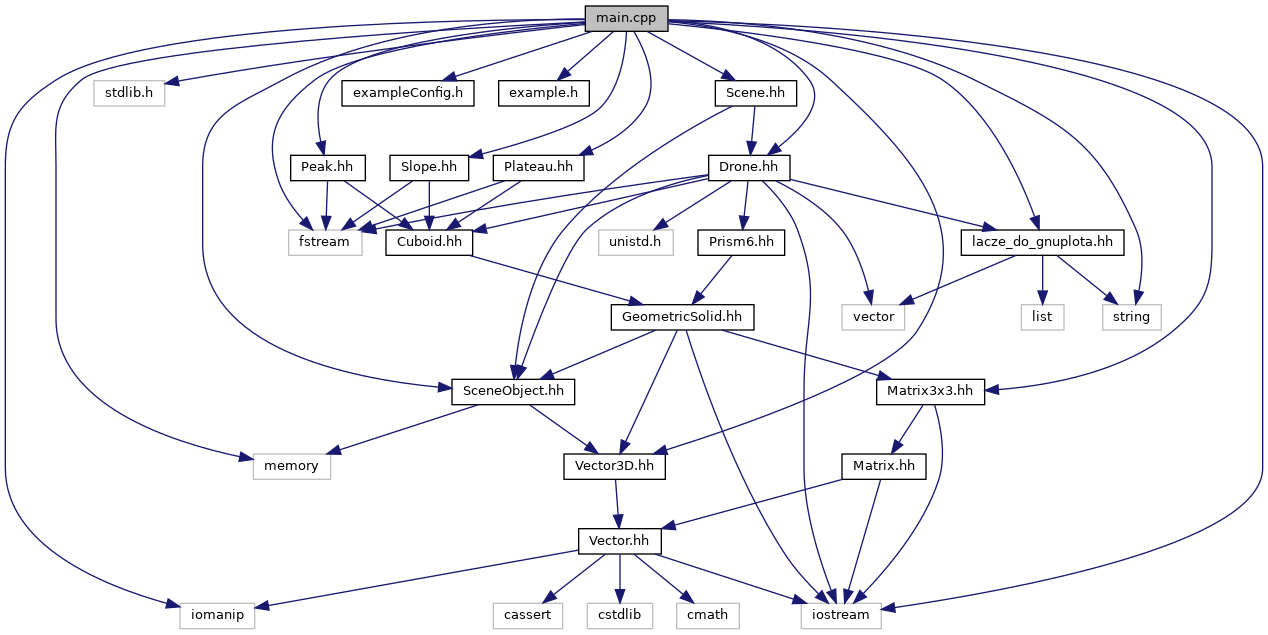 main.cpp
stdlib.h
exampleConfig.h
example.h
Scene.hh
Peak.hh
Slope.hh
Plateau.hh
Drone.hh
fstream
Cuboid.hh
unistd.h
Prism6.hh
lacze_do_gnuplota.hh
GeometricSolid.hh
vector
list
string
SceneObject.hh
Matrix3x3.hh
memory
Vector3D.hh
Matrix.hh
Vector.hh
iomanip
cassert
cstdlib
cmath
iostream